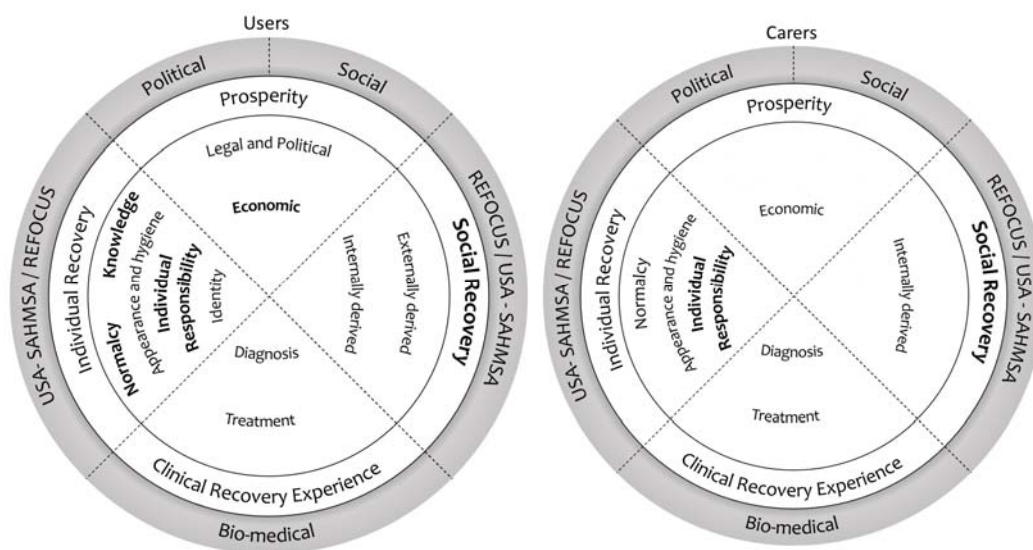 Users
Political
Social
Prosperity
Legal and Political
Economic
USA- SAHMSA / REFOCUS
Individual Recovery
Normalcy
Knowledge
Appearance and hygiene
Individual
Responsibility
Identity
Internally derived
Externally derived
Social Recovery
REFOCUS / USA - SAHMSA
Diagnosis
Treatment
Clinical Recovery Experience
Bio-medical
Carers
Political
Social
Prosperity
Economic
USA- SAHMSA / REFOCUS
Individual Recovery
Normalcy
Appearance and hygiene
Individual
Responsibility
Internally derived
Social Recovery
REFOCUS / USA - SAHMSA
Diagnosis
Treatment
Clinical Recovery Experience
Bio-medical